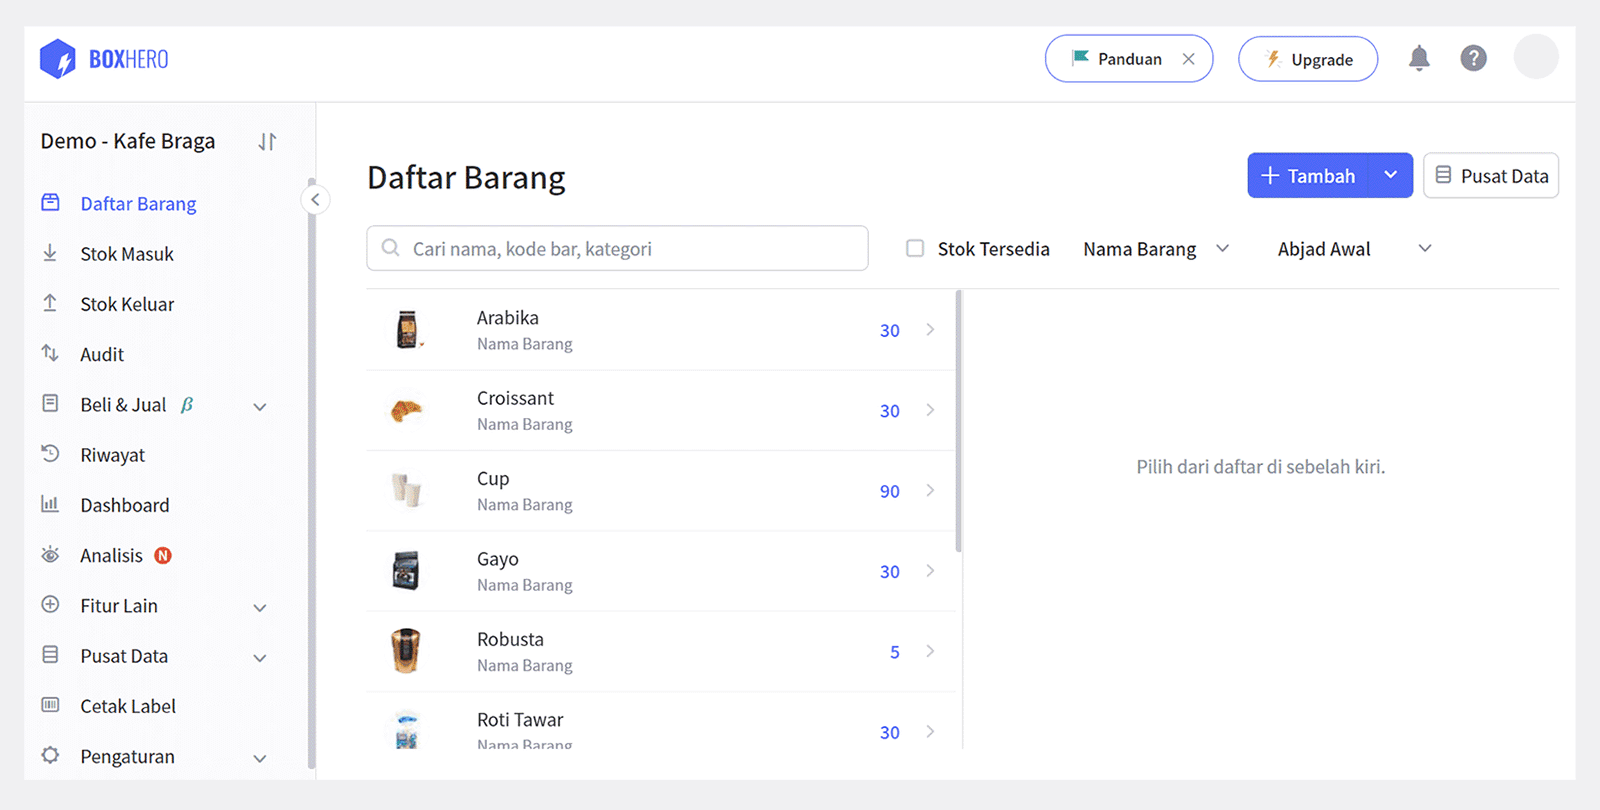 BOXHERO
Panduan
Upgrade
Demo - Kafe Braga
Daftar Barang
Stok Masuk
Stok Keluar
Audit
Beli & Jual β
Riwayat
Dashboard
Analisis N
Fitur Lain
Pusat Data
Cetak Label
Pengaturan
Daftar Barang
+ Tambah
Pusat Data
Cari nama, kode bar, kategori
Stok Tersedia
Nama Barang
Abjad Awal
Arabika
Nama Barang
30
Croissant
Nama Barang
30
Cup
Nama Barang
90
Gayo
Nama Barang
30
Robusta
Nama Barang
5
Roti Tawar
Nama Barang
30
Pilih dari daftar di sebelah kiri.